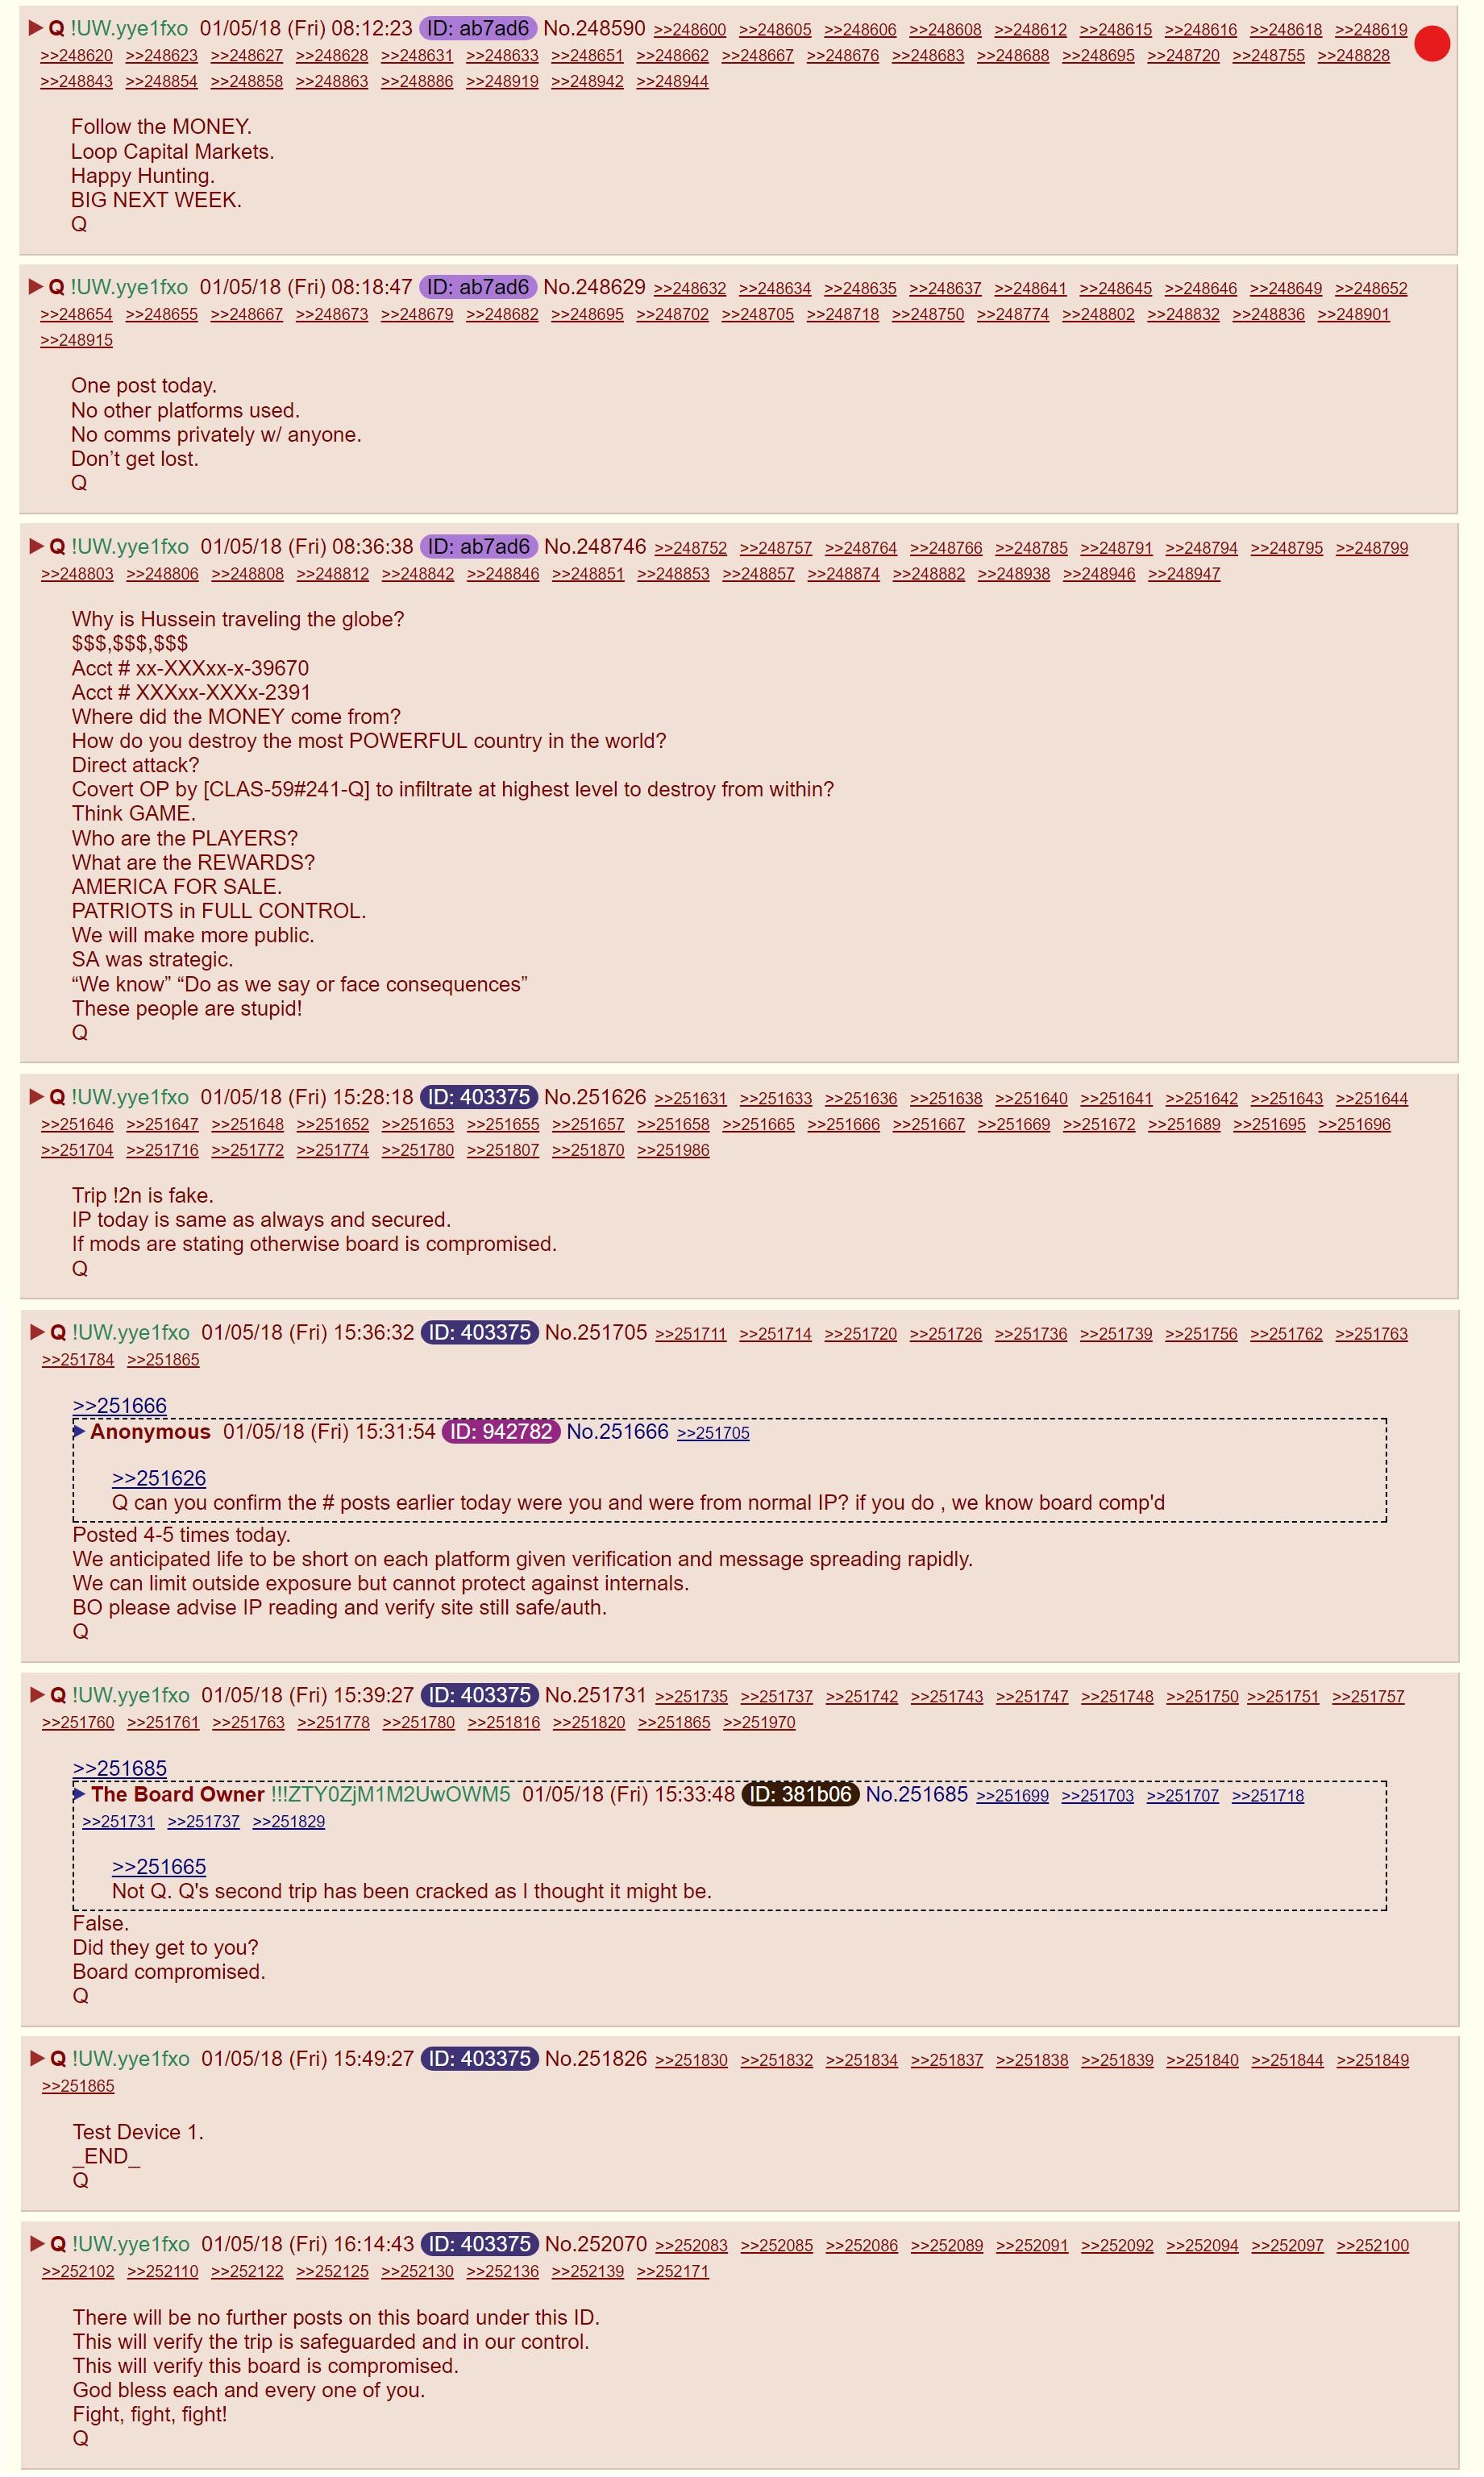 ▶ Q !UW.yye1fxo 01/05/18 (Fri) 08:12:23 ID: ab7ad6 No.248590 >>248600 >>248605 >>248606 >>248608 >>248612 >>248615 >>248616 >>248618 >>248619
>>248620 >>248623 >>248627 >>248628 >>248631 >>248633 >>248651 >>248662 >>248667 >>248676 >>248683 >>248688 >>248695 >>248720 >>248755 >>248828
>>248843 >>248854 >>248858 >>248863 >>248886 >>248919 >>248942 >>248944
Follow the MONEY.
Loop Capital Markets.
Happy Hunting.
BIG NEXT WEEK.
Q
▶ Q !UW.yye1fxo 01/05/18 (Fri) 08:18:47 ID: ab7ad6 No.248629 >>248632 >>248634 >>248635 >>248637 >>248641 >>248645 >>248646 >>248649 >>248652
>>248654 >>248655 >>248667 >>248673 >>248679 >>248682 >>248695 >>248702 >>248705 >>248718 >>248750 >>248774 >>248802 >>248832 >>248836 >>248901
>>248915
One post today.
No other platforms used.
No comms privately w/ anyone.
Don’t get lost.
Q
▶ Q !UW.yye1fxo 01/05/18 (Fri) 08:36:38 ID: ab7ad6 No.248746 >>248752 >>248757 >>248764 >>248766 >>248785 >>248791 >>248794 >>248795 >>248799
>>248803 >>248806 >>248808 >>248812 >>248842 >>248846 >>248851 >>248853 >>248857 >>248874 >>248882 >>248938 >>248946 >>248947
Why is Hussein traveling the globe?
$$$,$$$,$$$
Acct # xx-XXXxx-x-39670
Acct # XXXxx-XXXx-2391
Where did the MONEY come from?
How do you destroy the most POWERFUL country in the world?
Direct attack?
Covert OP by [CLAS-59#241-Q] to infiltrate at highest level to destroy from within?
Think GAME.
Who are the PLAYERS?
What are the REWARDS?
AMERICA FOR SALE.
PATRIOTS in FULL CONTROL.
We will make more public.
SA was strategic.
“We know” “Do as we say or face consequences”
These people are stupid!
Q
▶ Q !UW.yye1fxo 01/05/18 (Fri) 15:28:18 ID: 403375 No.251626 >>251631 >>251633 >>251636 >>251638 >>251640 >>251641 >>251642 >>251643 >>251644
>>251646 >>251647 >>251648 >>251652 >>251653 >>251655 >>251657 >>251658 >>251665 >>251666 >>251667 >>251669 >>251672 >>251689 >>251695 >>251696
>>251704 >>251716 >>251772 >>251774 >>251780 >>251807 >>251870 >>251986
Trip !2n is fake.
IP today is same as always and secured.
If mods are stating otherwise board is compromised.
Q
▶ Q !UW.yye1fxo 01/05/18 (Fri) 15:36:32 ID: 403375 No.251705 >>251711 >>251714 >>251720 >>251726 >>251736 >>251739 >>251756 >>251762 >>251763
>>251784 >>251865
>>251666
▶ Anonymous 01/05/18 (Fri) 15:31:54 ID: 942782 No.251666 >>251705
>>251626
Q can you confirm the # posts earlier today were you and were from normal IP? if you do , we know board comp'd
Posted 4-5 times today.
We anticipated life to be short on each platform given verification and message spreading rapidly.
We can limit outside exposure but cannot protect against internals.
BO please advise IP reading and verify site still safe/auth.
Q
▶ Q !UW.yye1fxo 01/05/18 (Fri) 15:39:27 ID: 403375 No.251731 >>251735 >>251737 >>251742 >>251743 >>251747 >>251748 >>251750 >>251751 >>251757
>>251760 >>251761 >>251763 >>251778 >>251780 >>251816 >>251820 >>251865 >>251970
>>251685
▶ The Board Owner !!!ZTY0ZjM1M2UwOWM5 01/05/18 (Fri) 15:33:48 ID: 381b06 No.251685 >>251699 >>251703 >>251707 >>251718
>>251731 >>251737 >>251829
>>251665
Not Q. Q's second trip has been cracked as I thought it might be.
False.
Did they get to you?
Board compromised.
Q
▶ Q !UW.yye1fxo 01/05/18 (Fri) 15:49:27 ID: 403375 No.251826 >>251830 >>251832 >>251834 >>251837 >>251838 >>251839 >>251840 >>251844 >>251849
>>251865
Test Device 1.
_END_
Q
▶ Q !UW.yye1fxo 01/05/18 (Fri) 16:14:43 ID: 403375 No.252070 >>252083 >>252085 >>252086 >>252089 >>252091 >>252092 >>252094 >>252097 >>252100
>>252102 >>252110 >>252122 >>252125 >>252130 >>252136 >>252139 >>252171
There will be no further posts on this board under this ID.
This will verify the trip is safeguarded and in our control.
This will verify this board is compromised.
God bless each and every one of you.
Fight, fight, fight!
Q